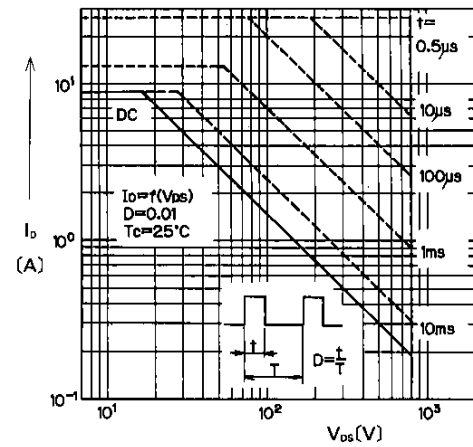 t=
0.5μs
10¹
10μs
DC
100μs
ID=f(VDS)
D=0.01
Tc=25°C
ID
(A)
10⁰
1ms
10ms
t
D=t/T
T
10⁻¹
10¹
10²
10³
VDS(V)